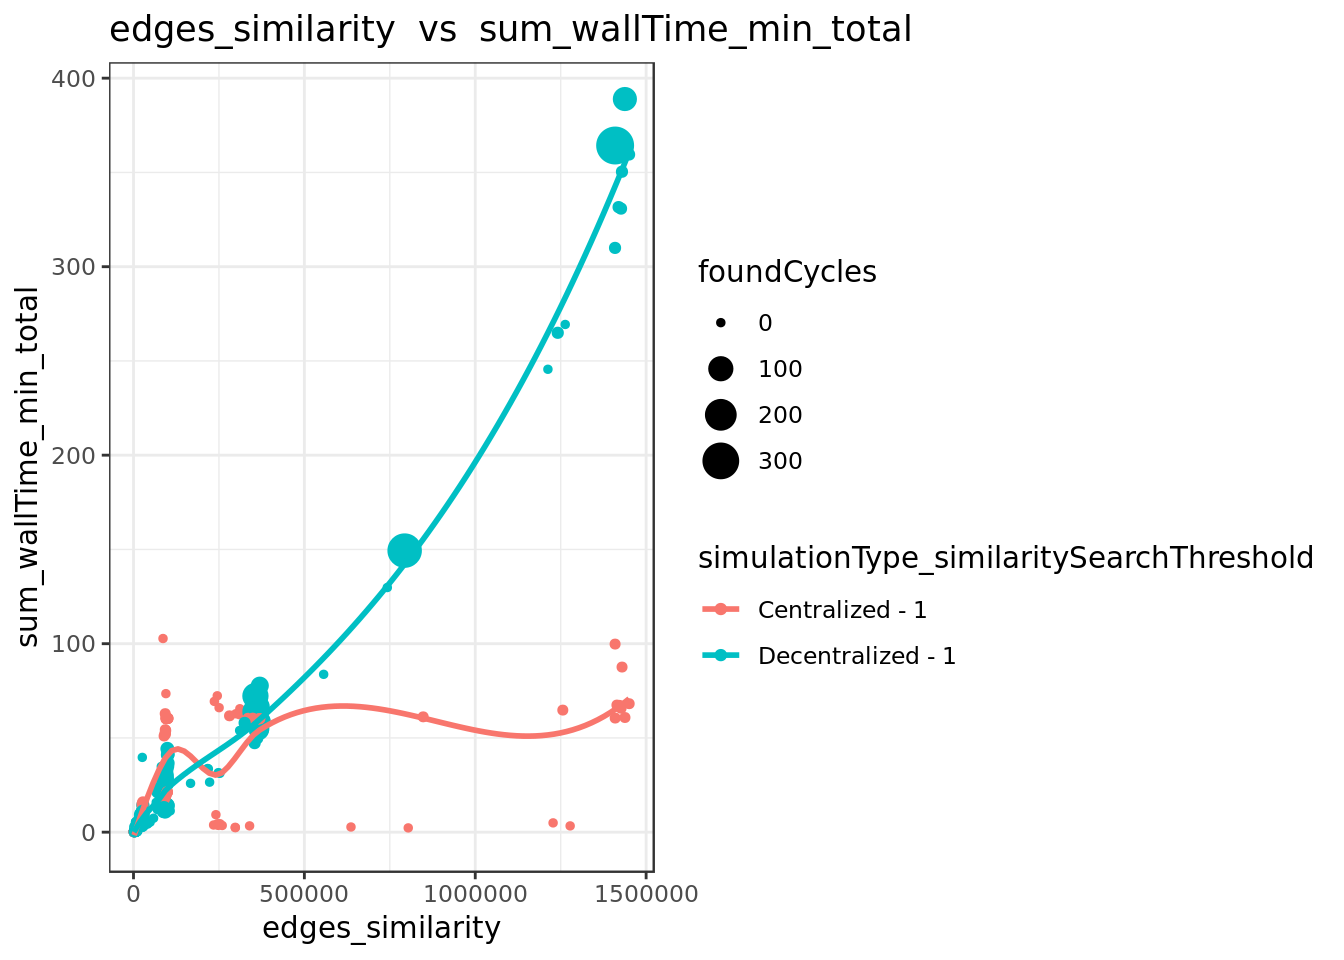 edges_similarity vs sum_wallTime_min_total
400
300
200
100
0
sum_wallTime_min_total
0
500000
1000000
1500000
edges_similarity
foundCycles
0
100
200
300
simulationType_similaritySearchThreshold
Centralized - 1
Decentralized - 1